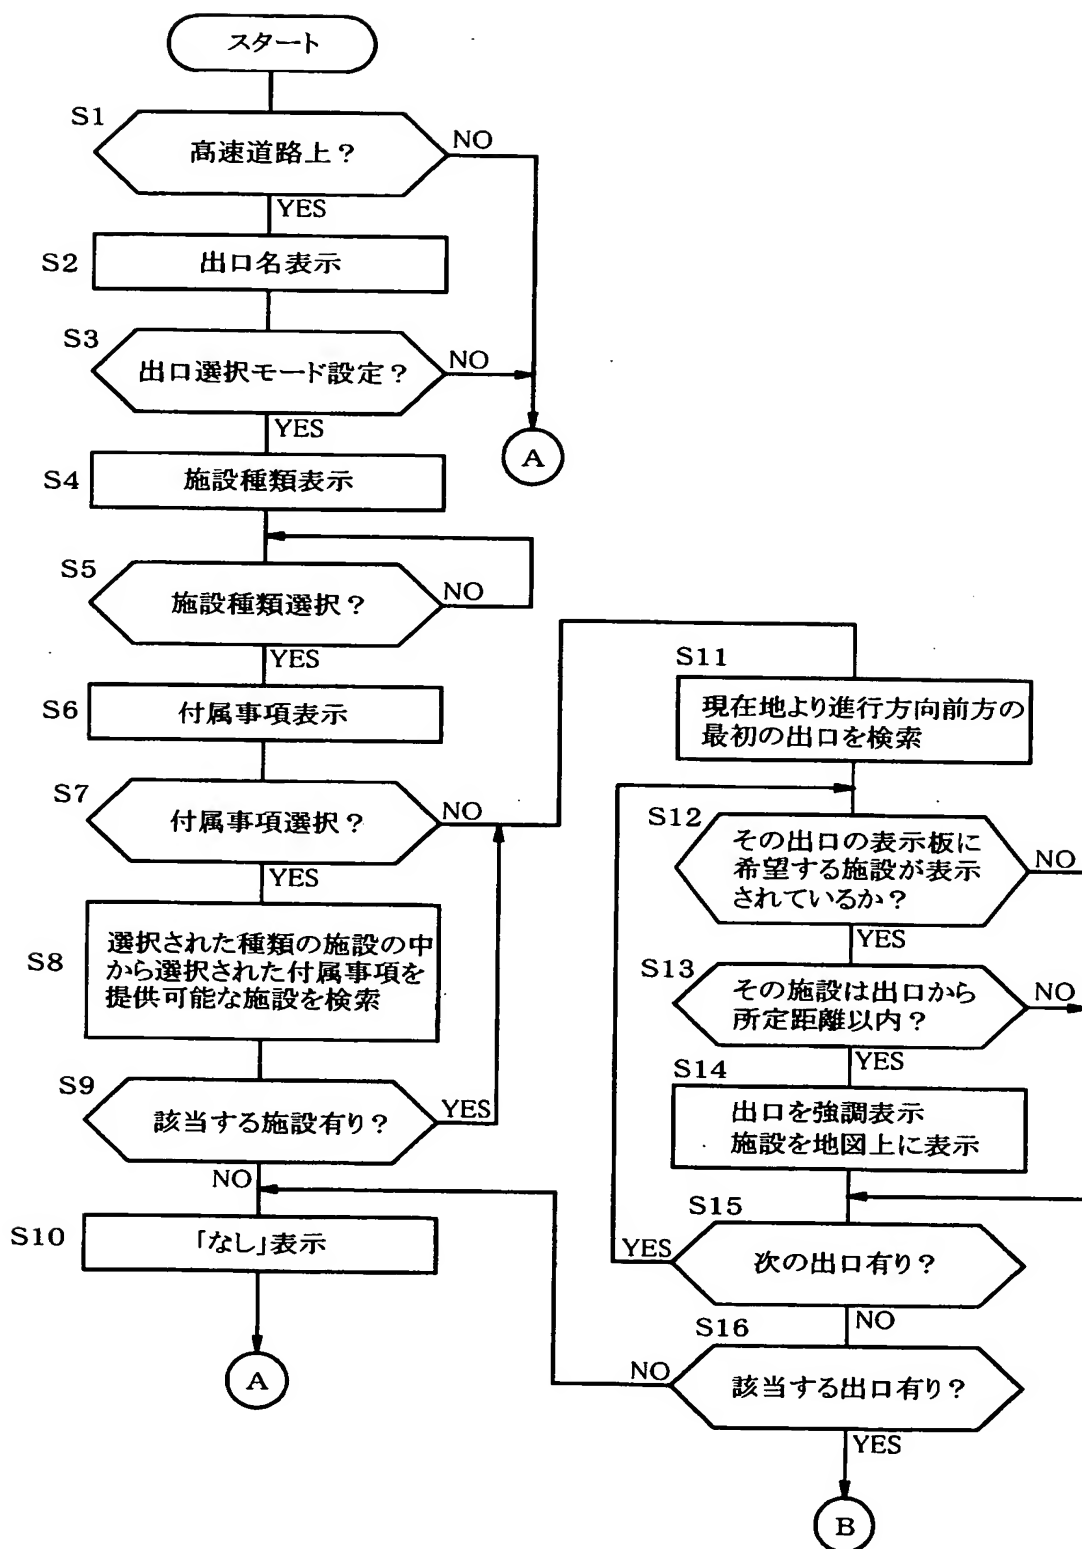 スタート
S1
高速道路上?
NO
YES
S2
出口名表示
S3
出口選択モード設定?
NO
YES
A
S4
施設種類表示
S5
施設種類選択?
NO
YES
S6
付属事項表示
S7
付属事項選択?
NO
YES
S8
選択された種類の施設の中
から選択された付属事項を
提供可能な施設を検索
S9
該当する施設有り?
YES
NO
S10
「なし」表示
A
S11
現在地より進行方向前方の
最初の出口を検索
S12
その出口の表示板に
希望する施設が表示
されているか?
NO
YES
S13
その施設は出口から
所定距離以内?
NO
YES
S14
出口を強調表示
施設を地図上に表示
S15
次の出口有り?
YES
NO
S16
該当する出口有り?
NO
YES
B